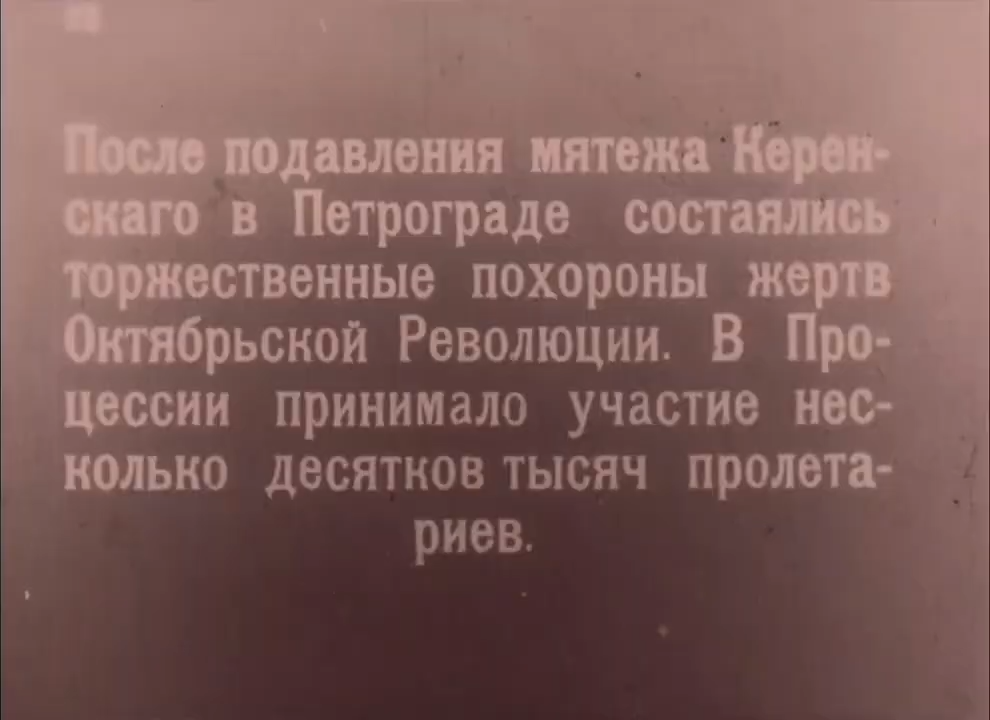 После подавления мятежа Керен-
скаго в Петрограде состаялись
торжественные похороны жертв
Октябрьской Революции. В Про-
цессии принимало участие нес-
колько десятков тысяч пролета-
риев.